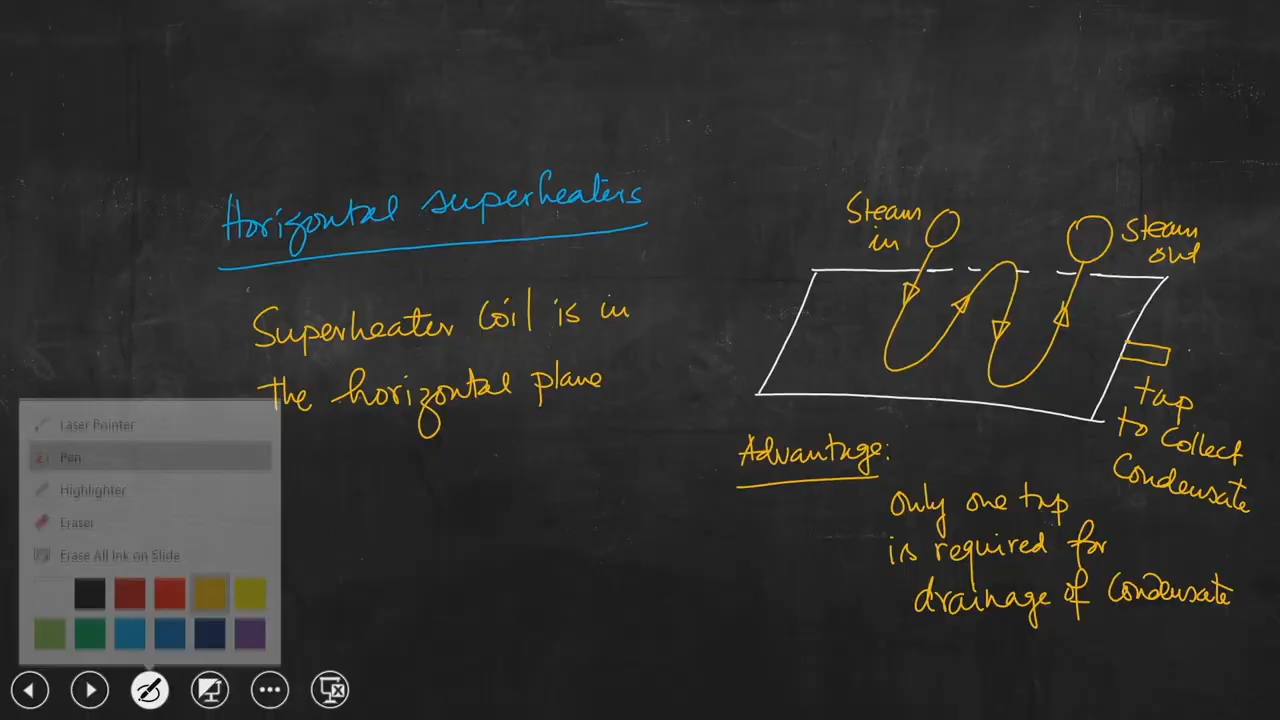 Horizontal superheaters
Superheater coil is in
the horizontal plane
Laser Pointer
Pen
Highlighter
Eraser
Erase All Ink on Slide
Steam
in
Steam
out
tap
to Collect
Condensate
Advantage:
only one tap
is required for
drainage of Condensate